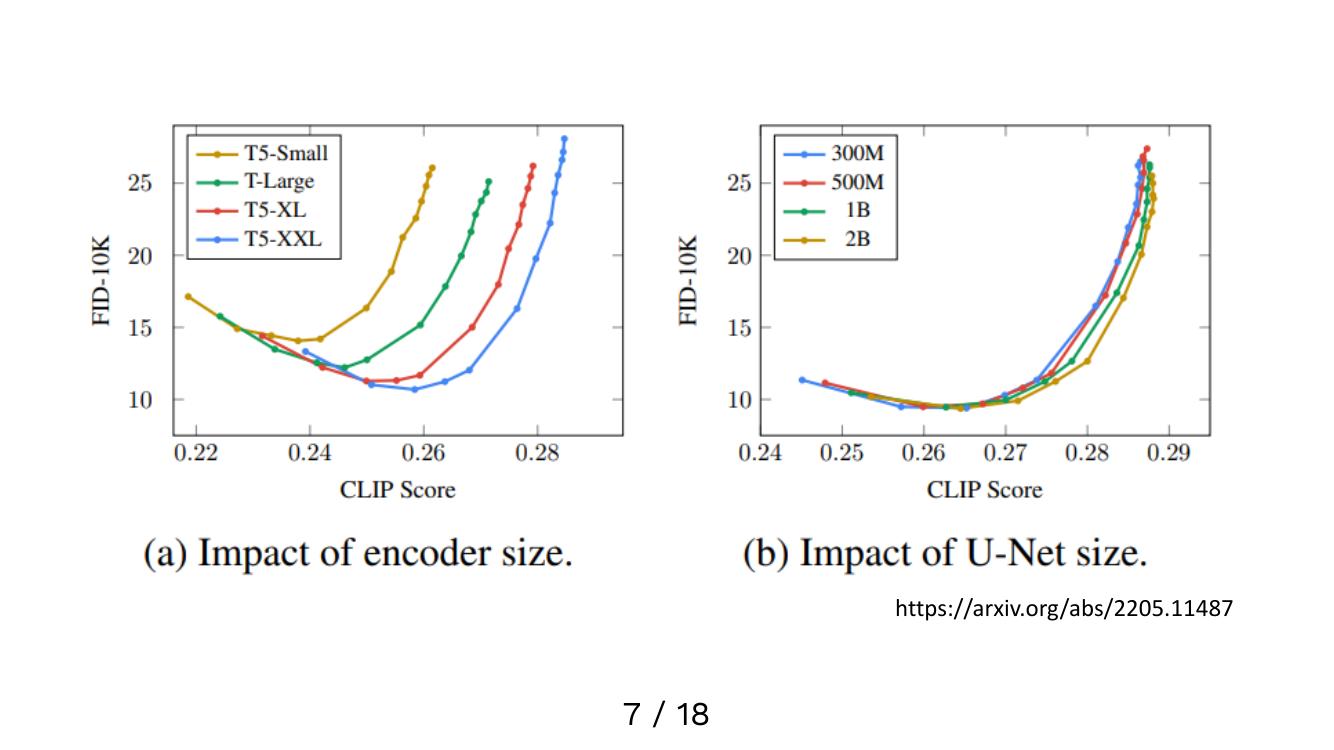 T5-Small
T-Large
T5-XL
T5-XXL
25
20
15
10
FID-10K
0.22 0.24 0.26 0.28
CLIP Score
(a) Impact of encoder size.
300M
500M
1B
2B
25
20
15
10
FID-10K
0.24 0.25 0.26 0.27 0.28 0.29
CLIP Score
(b) Impact of U-Net size.
https://arxiv.org/abs/2205.11487
7 / 18